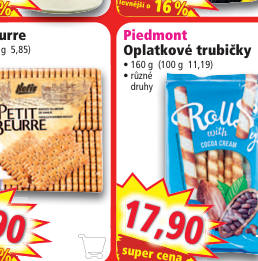 levnější o 16%
urre
g 5,85)
Hells
PETIT
BEURRE
90
%
Piedmont
Oplatkové trubičky
• 160 g (100 g 11,19)
• různé
druhy
Rolls
with
COCOA CREAM
17,90
super cena